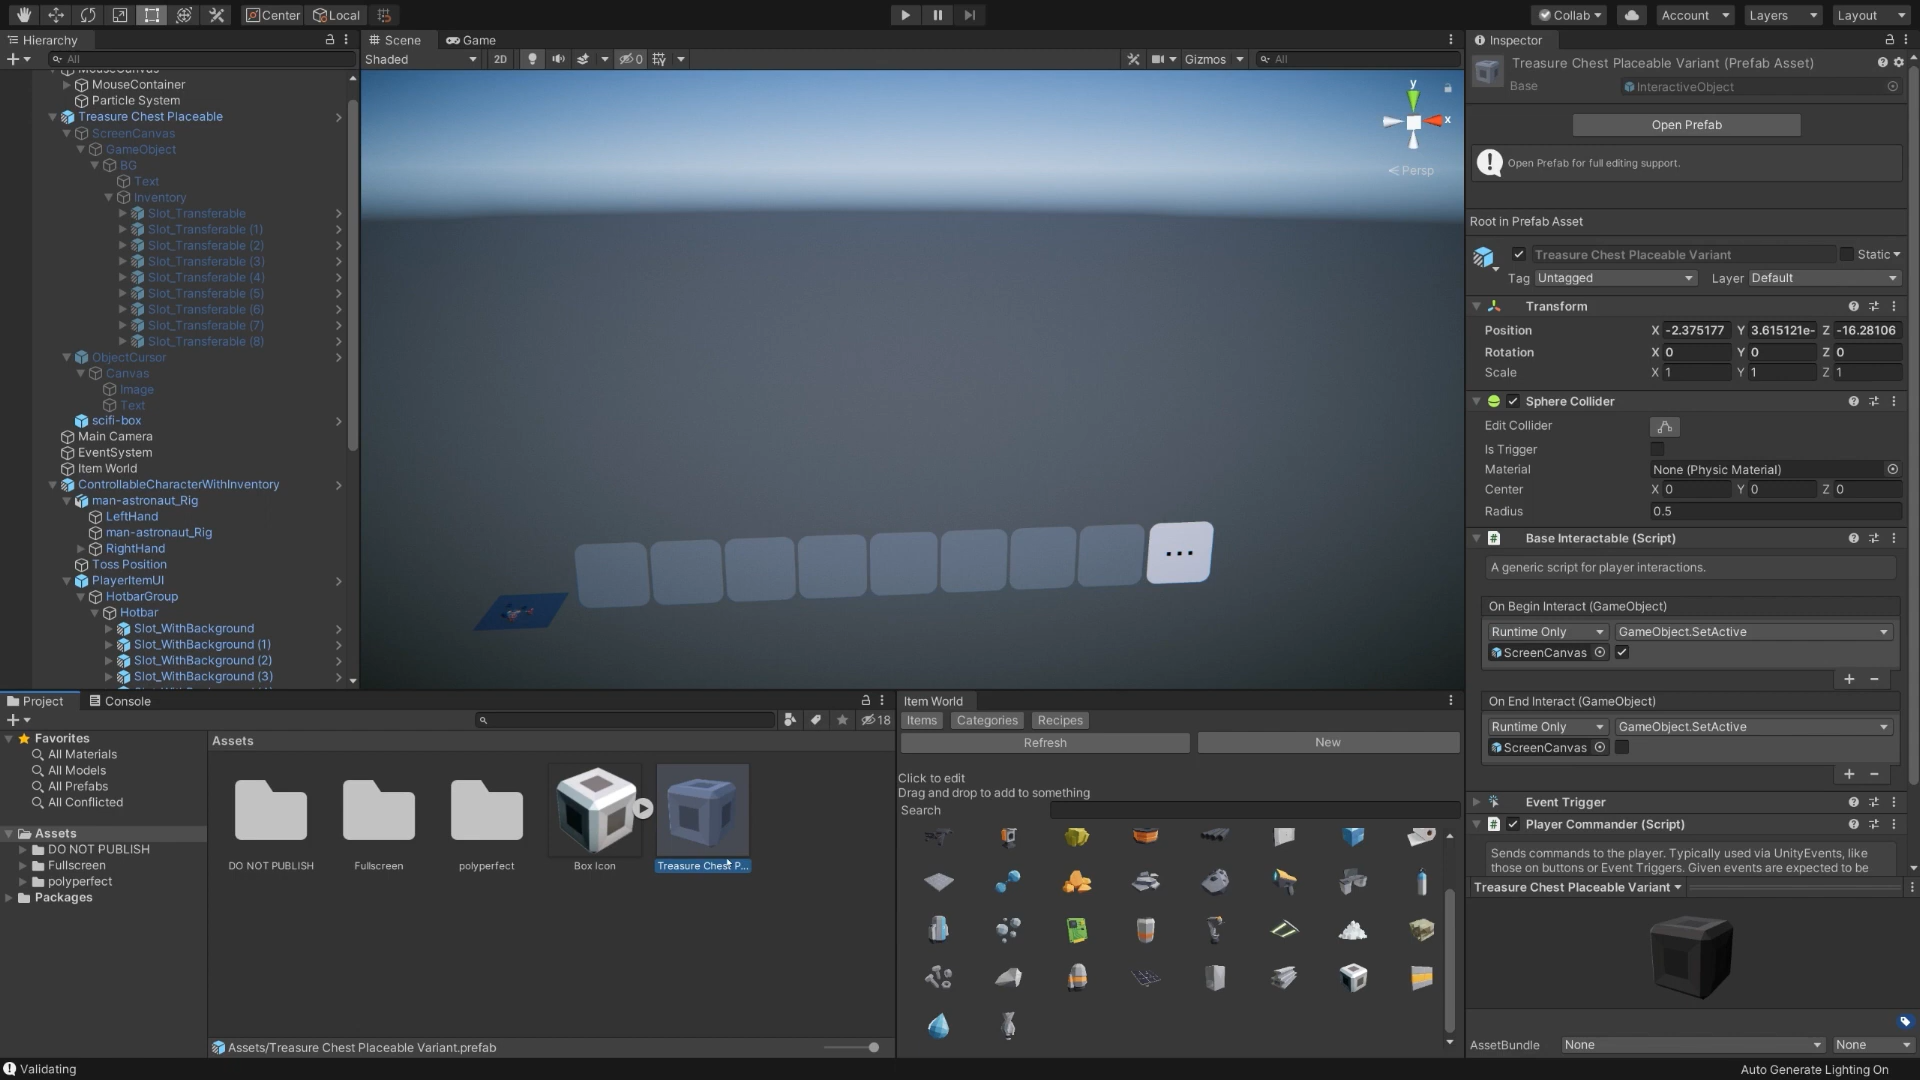 Center
Local
Collab
Account
Layers
Layout
Hierarchy
All
MouseContainer
Particle System
Treasure Chest Placeable
ScreenCanvas
GameObject
BG
Text
Inventory
Slot_Transferable
Slot_Transferable (1)
Slot_Transferable (2)
Slot_Transferable (3)
Slot_Transferable (4)
Slot_Transferable (5)
Slot_Transferable (6)
Slot_Transferable (7)
Slot_Transferable (8)
ObjectCursor
Canvas
Image
Text
scifi-box
Main Camera
EventSystem
Item World
ControllableCharacterWithInventory
man-astronaut_Rig
LeftHand
man-astronaut_Rig
RightHand
Toss Position
PlayerItemUI
HotbarGroup
Hotbar
Slot_WithBackground
Slot_WithBackground (1)
Slot_WithBackground (2)
Slot_WithBackground (3)
Scene
Game
Shaded
2D
0
Gizmos
All
y
x
Persp
...
Project
Console
18
Favorites
All Materials
All Models
All Prefabs
All Conflicted
Assets
DO NOT PUBLISH
Fullscreen
polyperfect
Packages
Assets
DO NOT PUBLISH
Fullscreen
polyperfect
Box Icon
Treasure Chest P...
Assets/Treasure Chest Placeable Variant.prefab
Item World
Items
Categories
Recipes
Refresh
New
Click to edit
Drag and drop to add to something
Search
Inspector
Treasure Chest Placeable Variant (Prefab Asset)
Base
InteractiveObject
Open Prefab
Open Prefab for full editing support.
Root in Prefab Asset
Treasure Chest Placeable Variant
Static
Tag Untagged
Layer Default
Transform
Position X -2.375177 Y 3.615121e- Z -16.28106
Rotation X 0 Y 0 Z 0
Scale X 1 Y 1 Z 1
Sphere Collider
Edit Collider
Is Trigger
Material None (Physic Material)
Center X 0 Y 0 Z 0
Radius 0.5
Base Interactable (Script)
A generic script for player interactions.
On Begin Interact (GameObject)
Runtime Only GameObject.SetActive
ScreenCanvas
+ −
On End Interact (GameObject)
Runtime Only GameObject.SetActive
ScreenCanvas
+ −
Event Trigger
Player Commander (Script)
Sends commands to the player. Typically used via UnityEvents, like
those on buttons or Event Triggers. Given events are expected to be
Treasure Chest Placeable Variant
AssetBundle None None
Validating
Auto Generate Lighting On